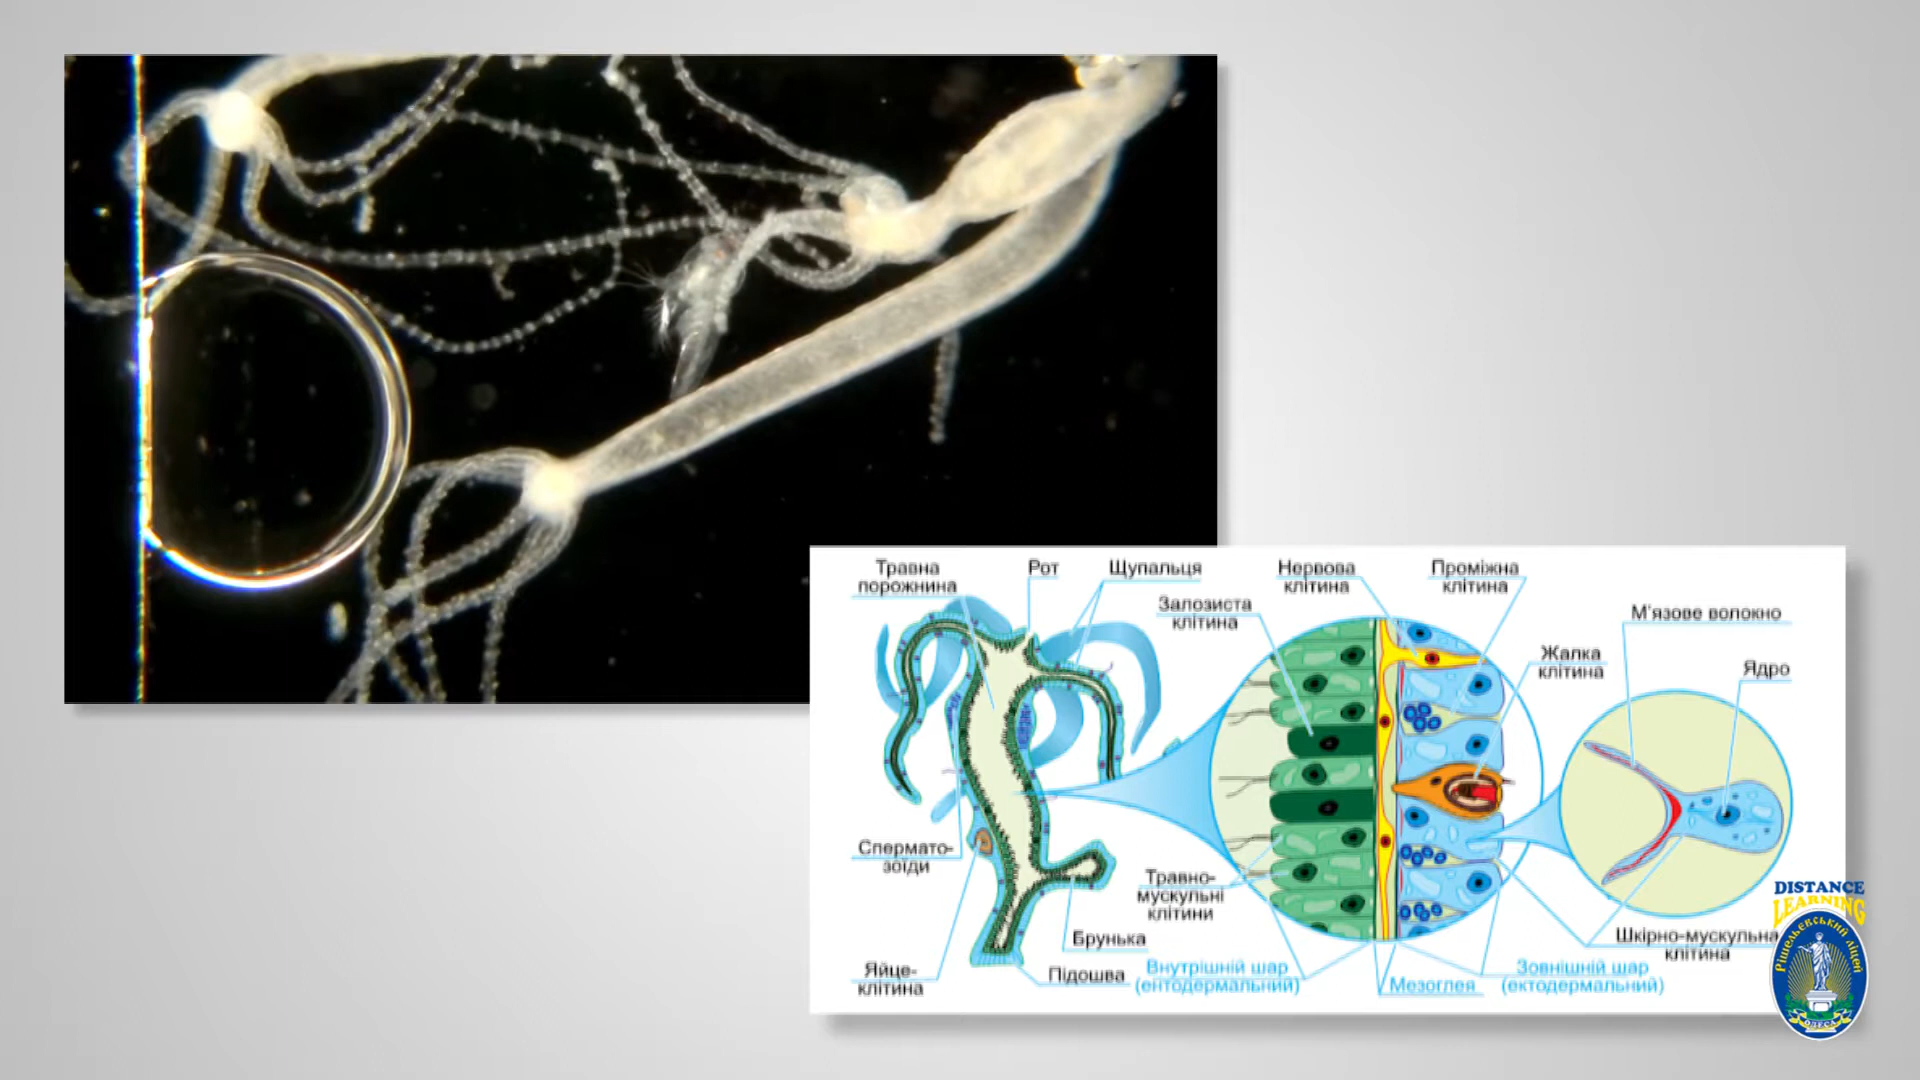 Травна
порожнина
Рот
Щупальця
Залозиста
клітина
Нервова
клітина
Проміжна
клітина
Жалка
клітина
М'язове волокно
Ядро
Спермато-
зоїди
Яйце-
клітина
Підошва
Брунька
Травно-
мускульні
клітини
Внутрішній шар
(ентодермальний)
Мезоглея
Зовнішній шар
(ектодермальний)
Шкірно-мускульна
клітина
DISTANCE
LEARNING
Рішельєвський ліцей
ОДЕСА